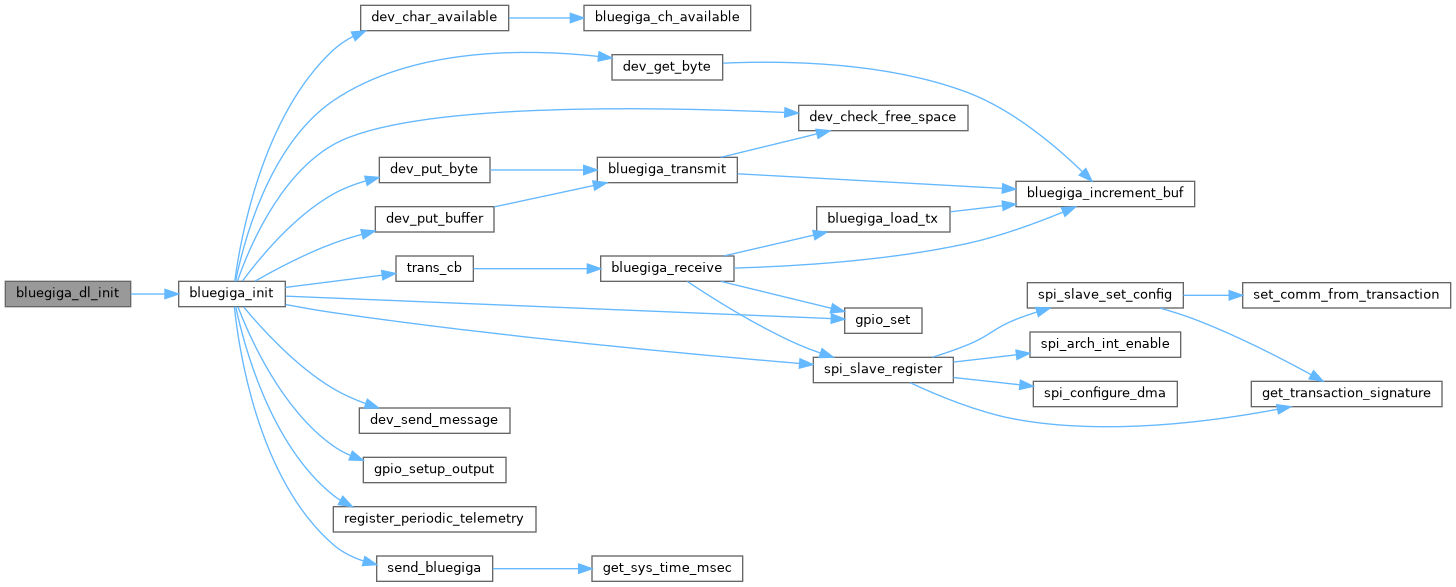 dev_char_available
bluegiga_ch_available
dev_get_byte
dev_check_free_space
dev_put_byte
bluegiga_transmit
bluegiga_increment_buf
dev_put_buffer
bluegiga_load_tx
trans_cb
bluegiga_receive
bluegiga_dl_init
bluegiga_init
spi_slave_set_config
set_comm_from_transaction
gpio_set
spi_arch_int_enable
spi_slave_register
spi_configure_dma
get_transaction_signature
dev_send_message
gpio_setup_output
register_periodic_telemetry
send_bluegiga
get_sys_time_msec